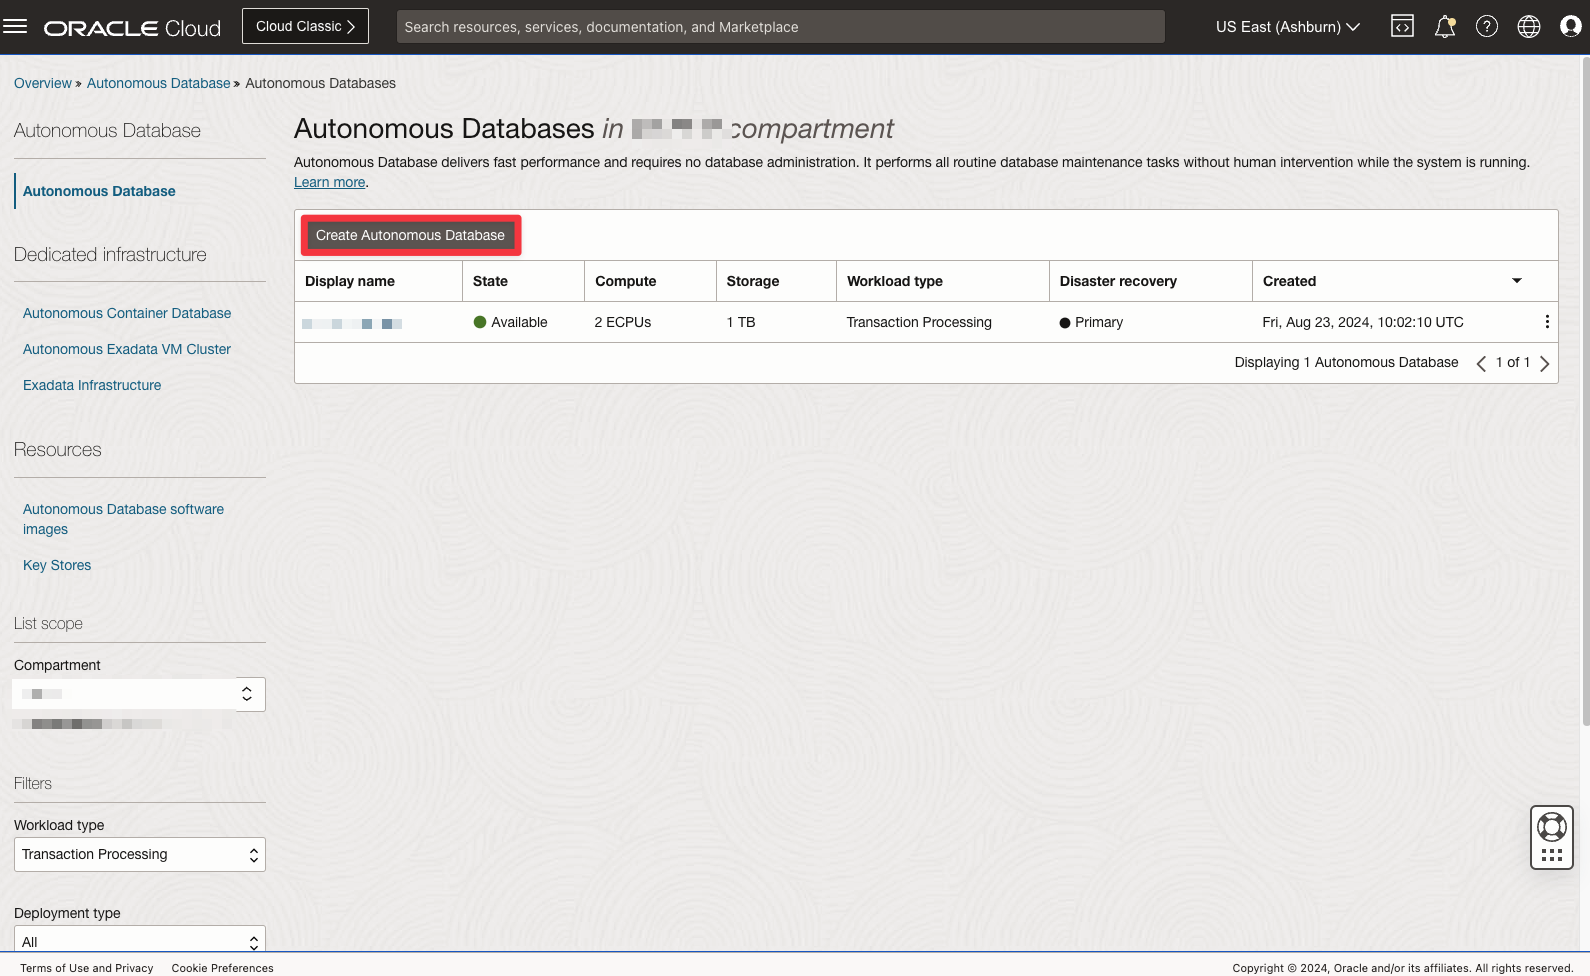 ORACLE Cloud
Cloud Classic
Search resources, services, documentation, and Marketplace
US East (Ashburn)
Overview » Autonomous Database » Autonomous Databases
Autonomous Database
Autonomous Database
Dedicated infrastructure
Autonomous Container Database
Autonomous Exadata VM Cluster
Exadata Infrastructure
Resources
Autonomous Database software
images
Key Stores
List scope
Compartment
Filters
Workload type
Transaction Processing
Deployment type
All
Autonomous Databases in compartment
Autonomous Database delivers fast performance and requires no database administration. It performs all routine database maintenance tasks without human intervention while the system is running.
Learn more.
Create Autonomous Database
Display name State Compute Storage Workload type Disaster recovery Created
Available 2 ECPUs 1 TB Transaction Processing Primary Fri, Aug 23, 2024, 10:02:10 UTC
Displaying 1 Autonomous Database 1 of 1
Terms of Use and Privacy Cookie Preferences
Copyright © 2024, Oracle and/or its affiliates. All rights reserved.